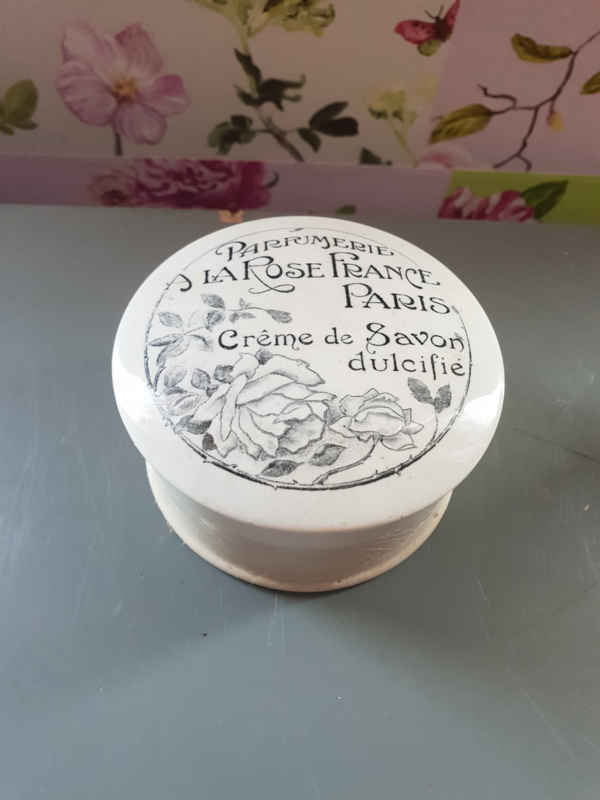 PARFUMERIE
À LA ROSE FRANCE
PARIS
Crême de Savon
dulcifié